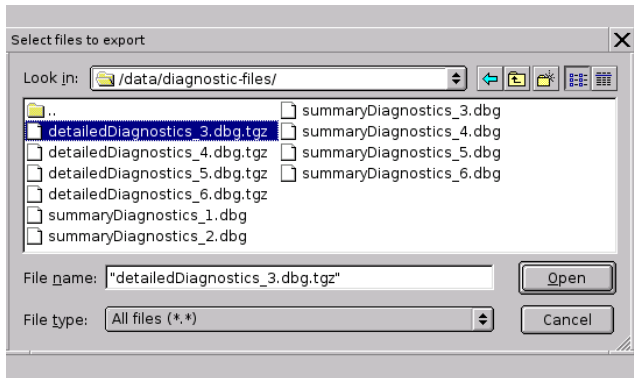 Select files to export
Look in: /data/diagnostic-files/
..
detailedDiagnostics_3.dbg.tgz
detailedDiagnostics_4.dbg.tgz
detailedDiagnostics_5.dbg.tgz
detailedDiagnostics_6.dbg.tgz
summaryDiagnostics_1.dbg
summaryDiagnostics_2.dbg
summaryDiagnostics_3.dbg
summaryDiagnostics_4.dbg
summaryDiagnostics_5.dbg
summaryDiagnostics_6.dbg
File name: "detailedDiagnostics_3.dbg.tgz"
Open
File type: All files (*.*)
Cancel